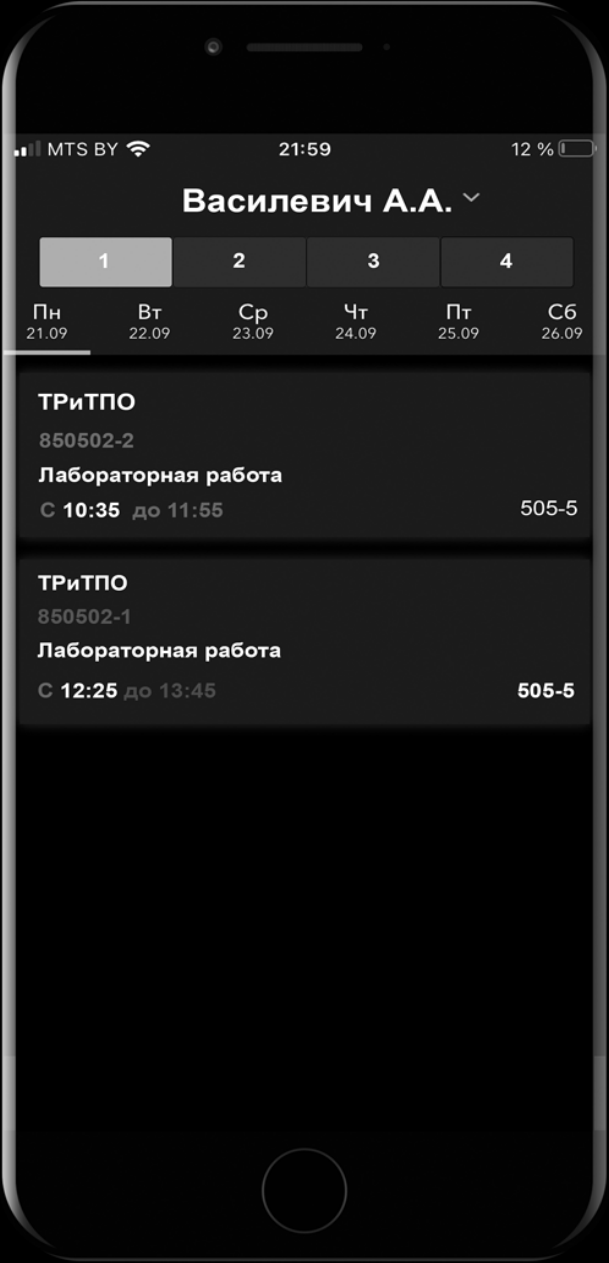 MTS BY 21:59 12 %
Василевич А.А.
1 2 3 4
Пн Вт Ср Чт Пт Сб
21.09 22.09 23.09 24.09 25.09 26.09
ТРиТПО
850502-2
Лабораторная работа
С 10:35 до 11:55 505-5
ТРиТПО
850502-1
Лабораторная работа
С 12:25 до 13:45 505-5